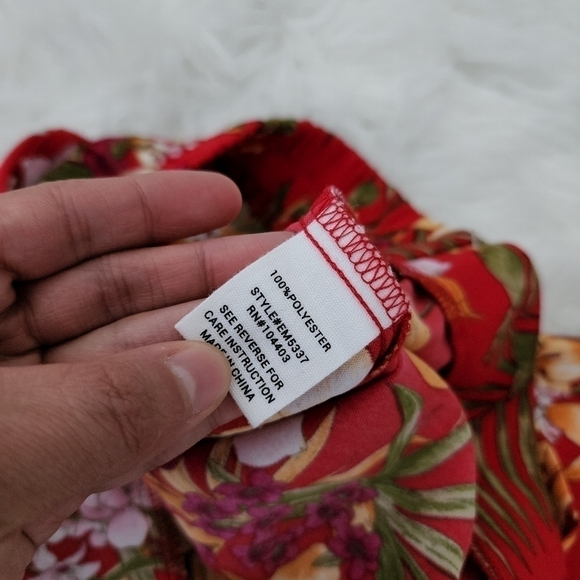 100%POLYESTER
STYLE#EM5337
RN#104403
SEE REVERSE FOR
CARE INSTRUCTION
MADE IN CHINA